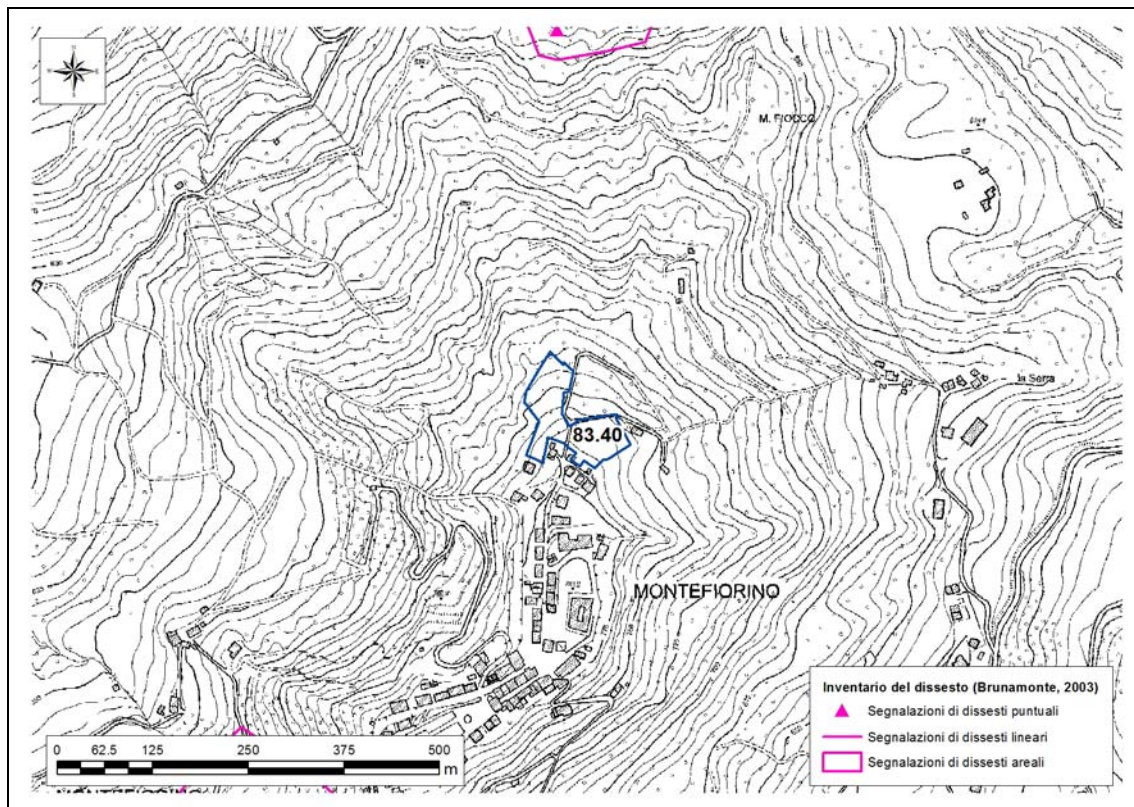 M. FIOCCO
la Serra
83.40
MONTEFIORINO
Inventario del dissesto (Brunamonte, 2003)
Segnalazioni di dissesti puntuali
Segnalazioni di dissesti lineari
Segnalazioni di dissesti areali
0 62.5 125 250 375 500
m